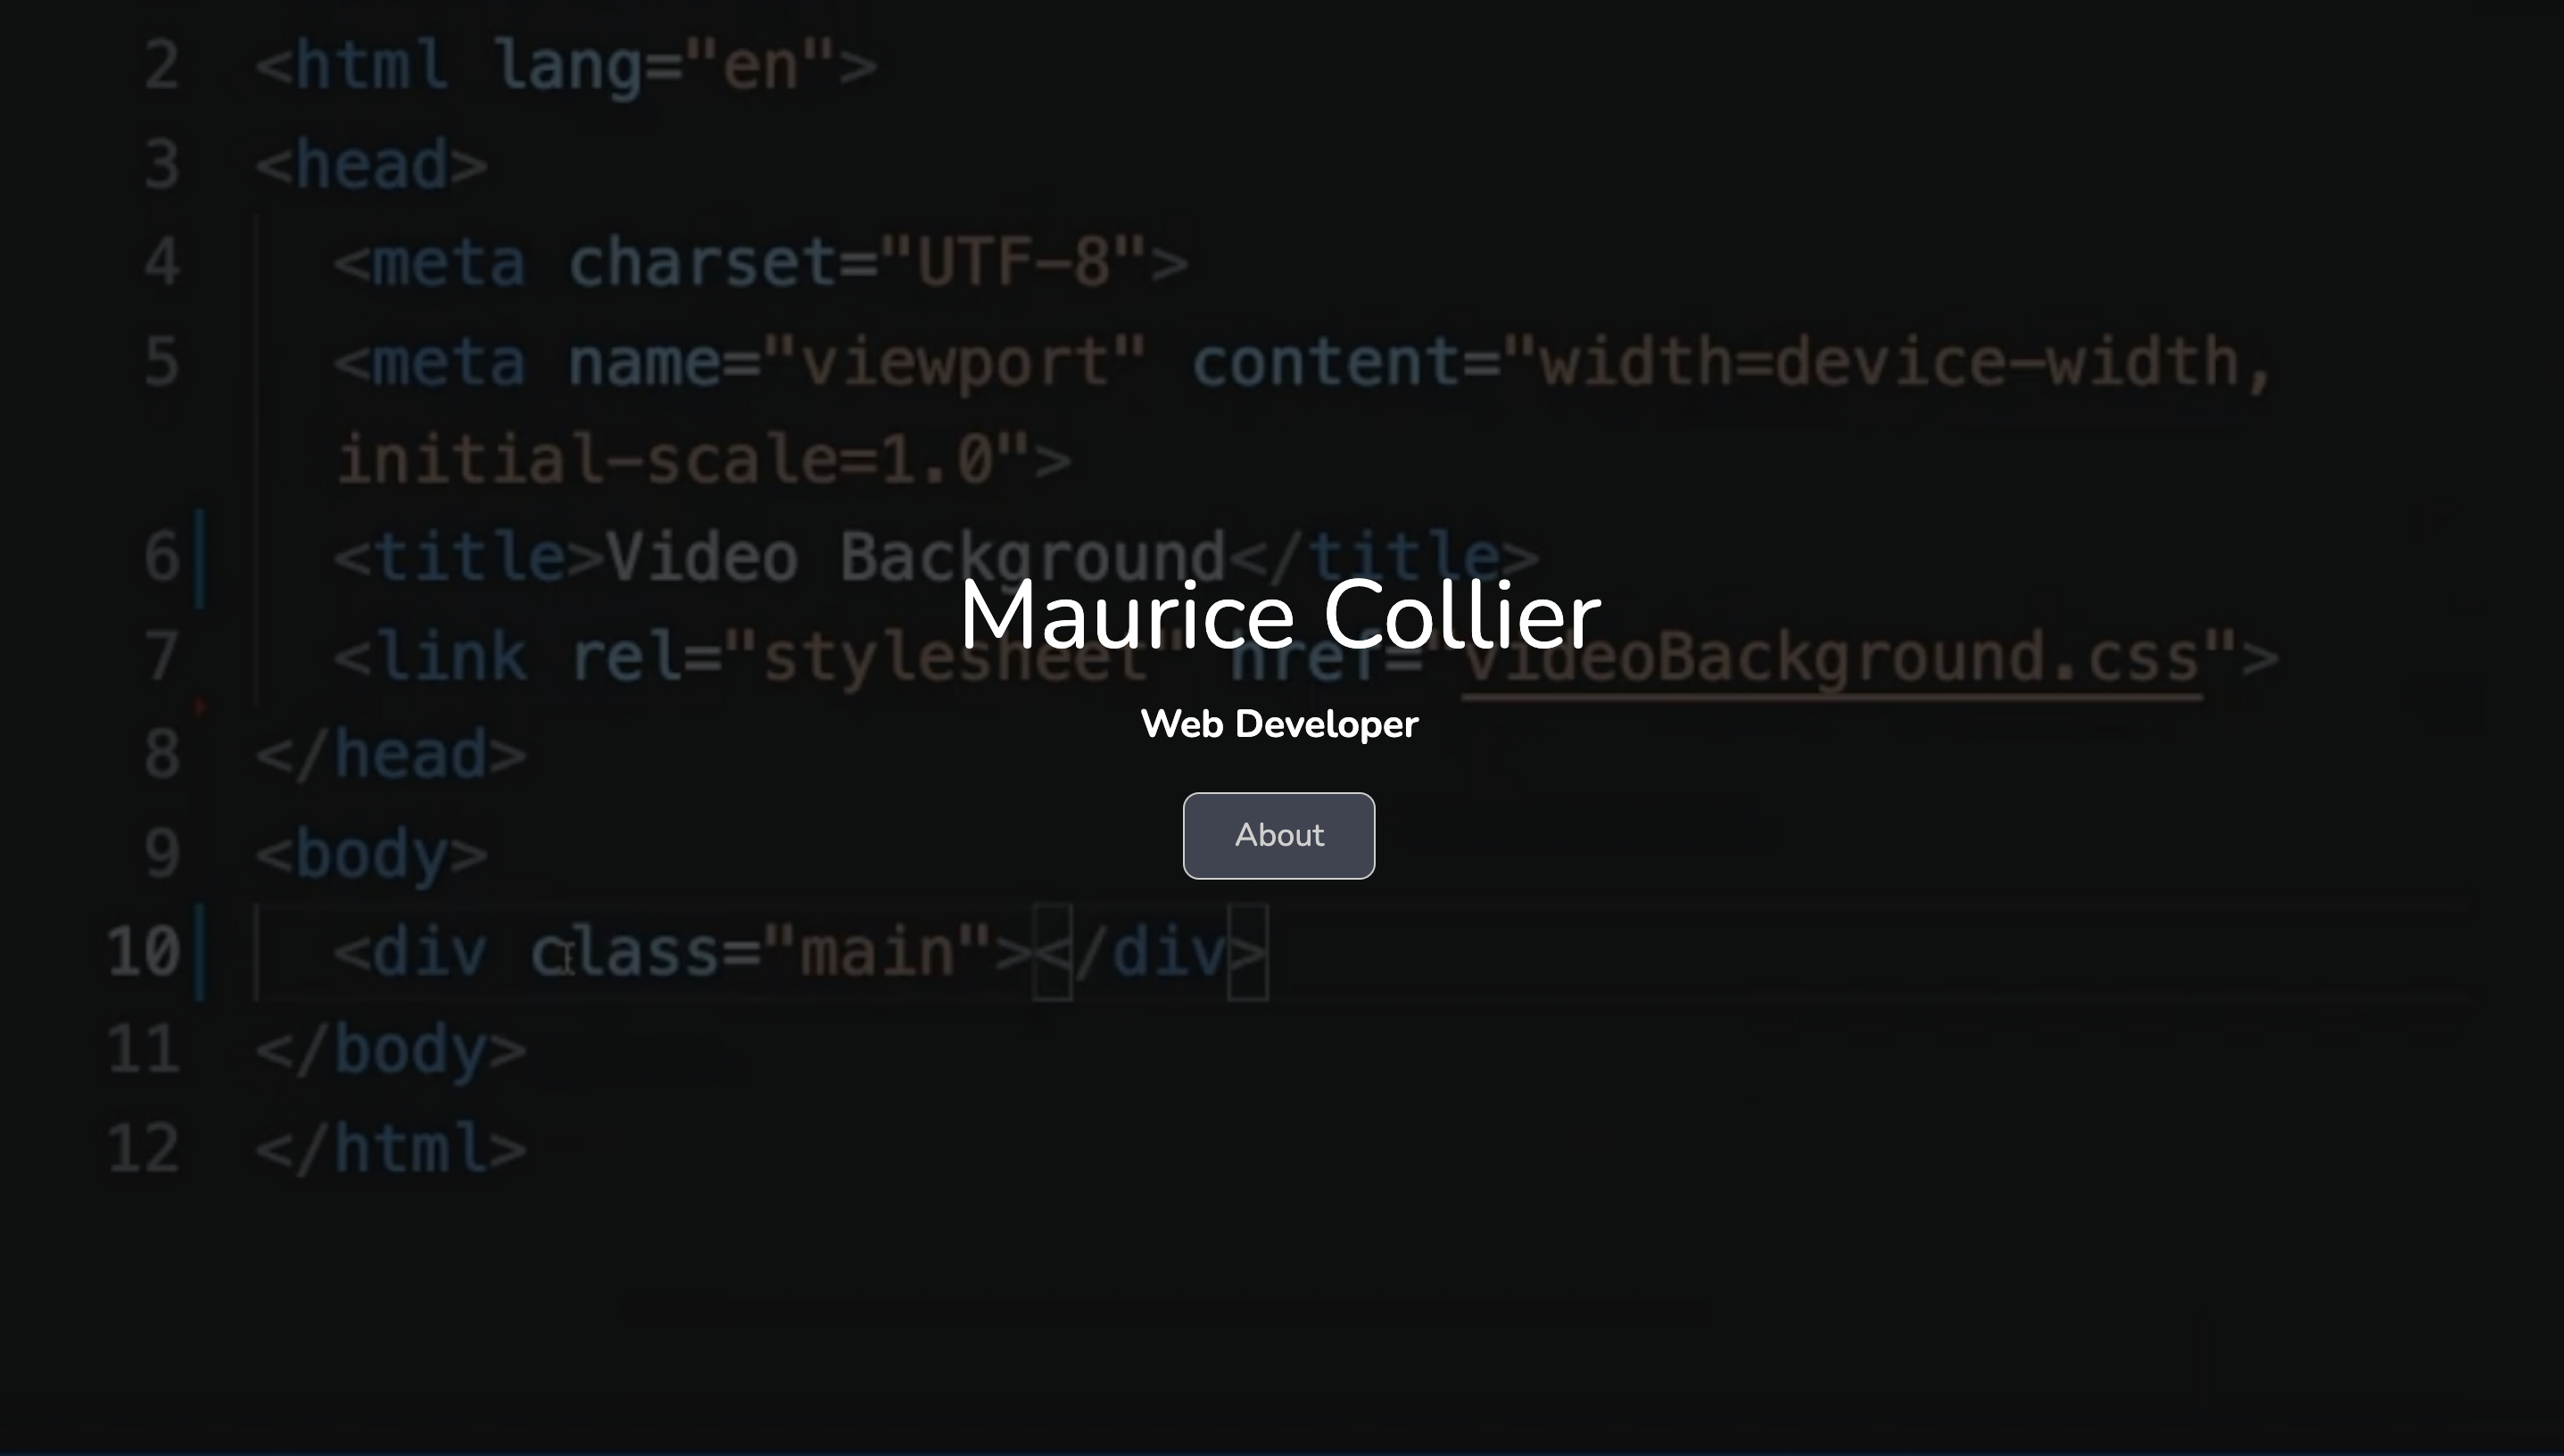 2 <html lang="en">
3 <head>
4 <meta charset="UTF-8">
5 <meta name="viewport" content="width=device-width,
initial-scale=1.0">
6 <title>Video Background</title>
Maurice Collier
7 <link rel="stylesheet" href="videoBackground.css">
Web Developer
8 </head>
About
9 <body>
10 <div class="main"></div>
11 </body>
12 </html>